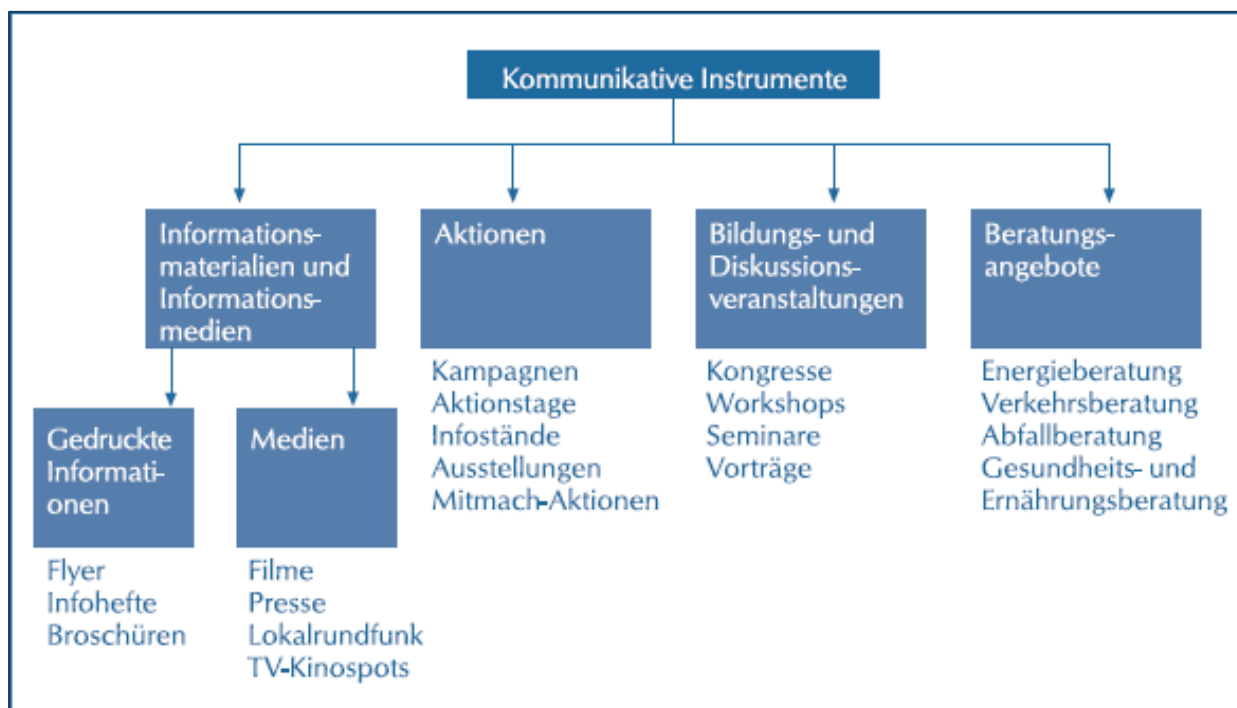 Kommunikative Instrumente
Informations-
materialien und
Informations-
medien
Gedruckte
Informati-
onen
Flyer
Infohefte
Broschüren
Medien
Filme
Presse
Lokalrundfunk
TV-Kinospots
Aktionen
Kampagnen
Aktionstage
Infostände
Ausstellungen
Mitmach-Aktionen
Bildungs- und
Diskussions-
veranstaltungen
Kongresse
Workshops
Seminare
Vorträge
Beratungs-
angebote
Energieberatung
Verkehrsberatung
Abfallberatung
Gesundheits- und
Ernährungsberatung